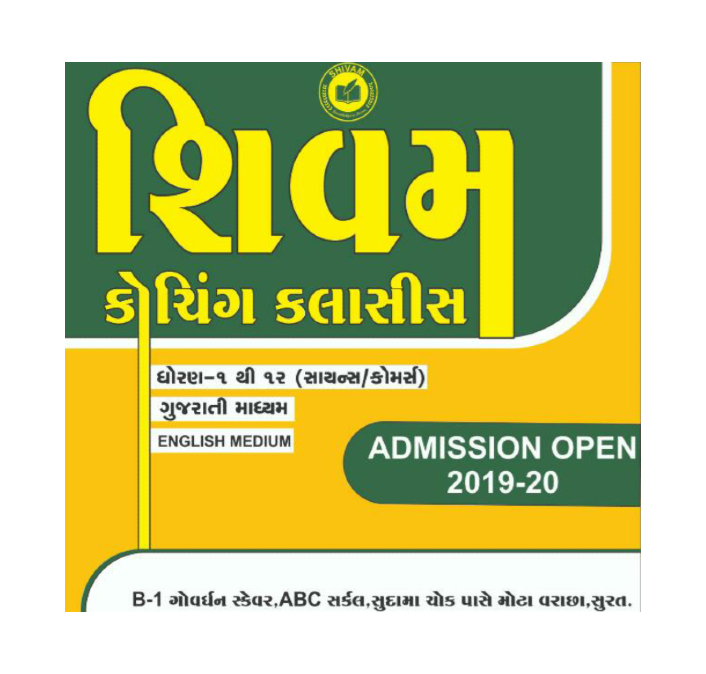 SHIVAM
શિવમ
કોચિંગ કલાસીસ
ધોરણ-૧ થી ૧૨ (સાયન્સ/કોમર્સ)
ગુજરાતી માધ્યમ
ENGLISH MEDIUM
ADMISSION OPEN
2019-20
B-1 ગોવર્ધન સ્કેવર,ABC સર્કલ,સુદામા ચોક પાસે મોટા વરાછા,સુરત.